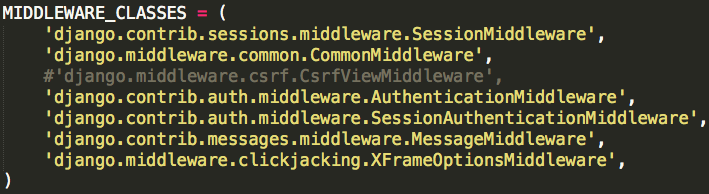 MIDDLEWARE_CLASSES = (
    'django.contrib.sessions.middleware.SessionMiddleware',
    'django.middleware.common.CommonMiddleware',
    #'django.middleware.csrf.CsrfViewMiddleware',
    'django.contrib.auth.middleware.AuthenticationMiddleware',
    'django.contrib.auth.middleware.SessionAuthenticationMiddleware',
    'django.contrib.messages.middleware.MessageMiddleware',
    'django.middleware.clickjacking.XFrameOptionsMiddleware',
)